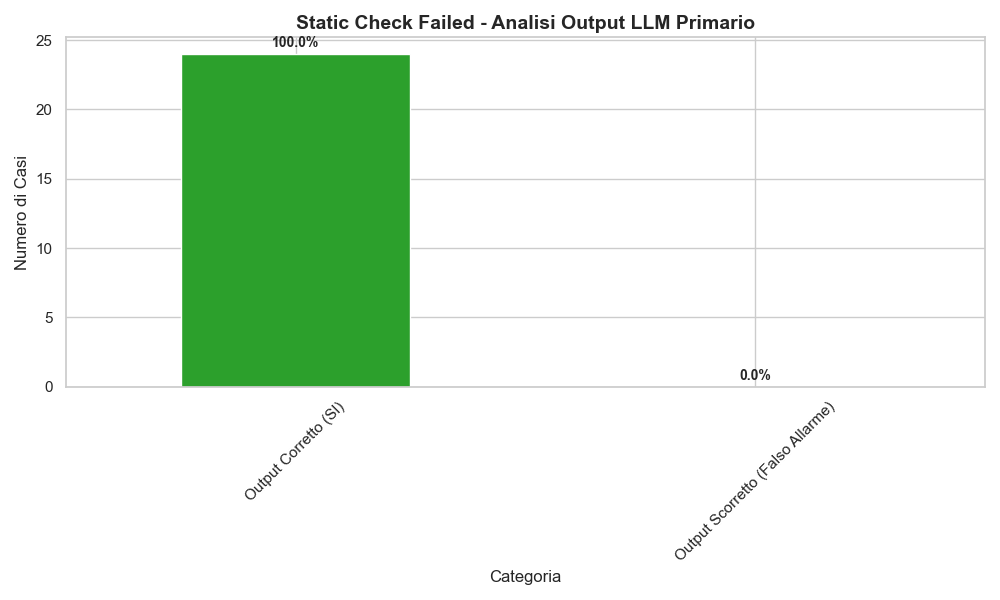 Static Check Failed - Analisi Output LLM Primario
25
20
15
10
5
0
Numero di Casi
100.0%
0.0%
Output Corretto (SI)
Output Scorretto (Falso Allarme)
Categoria